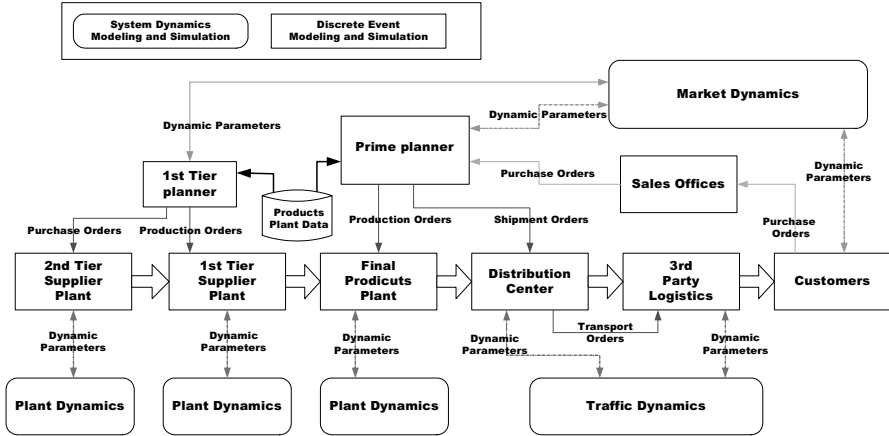 System Dynamics
Modeling and Simulation
Discrete Event
Modeling and Simulation
Market Dynamics
Dynamic Parameters
Dynamic Parameters
Prime planner
1st Tier
planner
Products
Plant Data
Purchase Orders
Sales Offices
Dynamic
Parameters
Purchase Orders
Production Orders
Production Orders
Shipment Orders
Purchase
Orders
2nd Tier
Supplier
Plant
1st Tier
Supplier
Plant
Final
Prodicuts
Plant
Distribution
Center
3rd
Party
Logistics
Customers
Transport
Orders
Dynamic
Parameters
Dynamic
Parameters
Dynamic
Parameters
Dynamic
Parameters
Dynamic
Parameters
Plant Dynamics
Plant Dynamics
Plant Dynamics
Traffic Dynamics